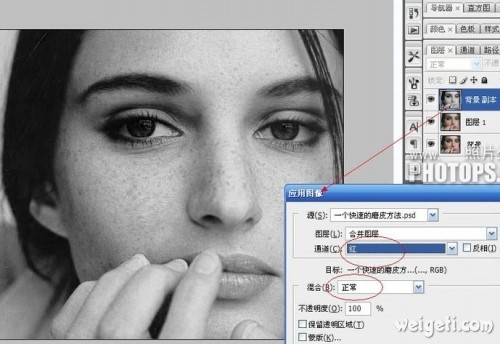 导航器 × 直方图
颜色 × 色板 样式
图层 × 通道 路径
正常 不透
锁定:
背景 副本
图层 1
背景
www. 照片
PHOTOPS.
应用图像
源(S): 一个快速的磨皮方法.psd
图层(L): 合并图层
通道(C): 红 反相(I)
目标: 一个快速的磨皮方...(..., RGB)
混合(B): 正常
不透明度(O): 100 %
保留透明区域(T)
蒙版(K)...
weigeti.com